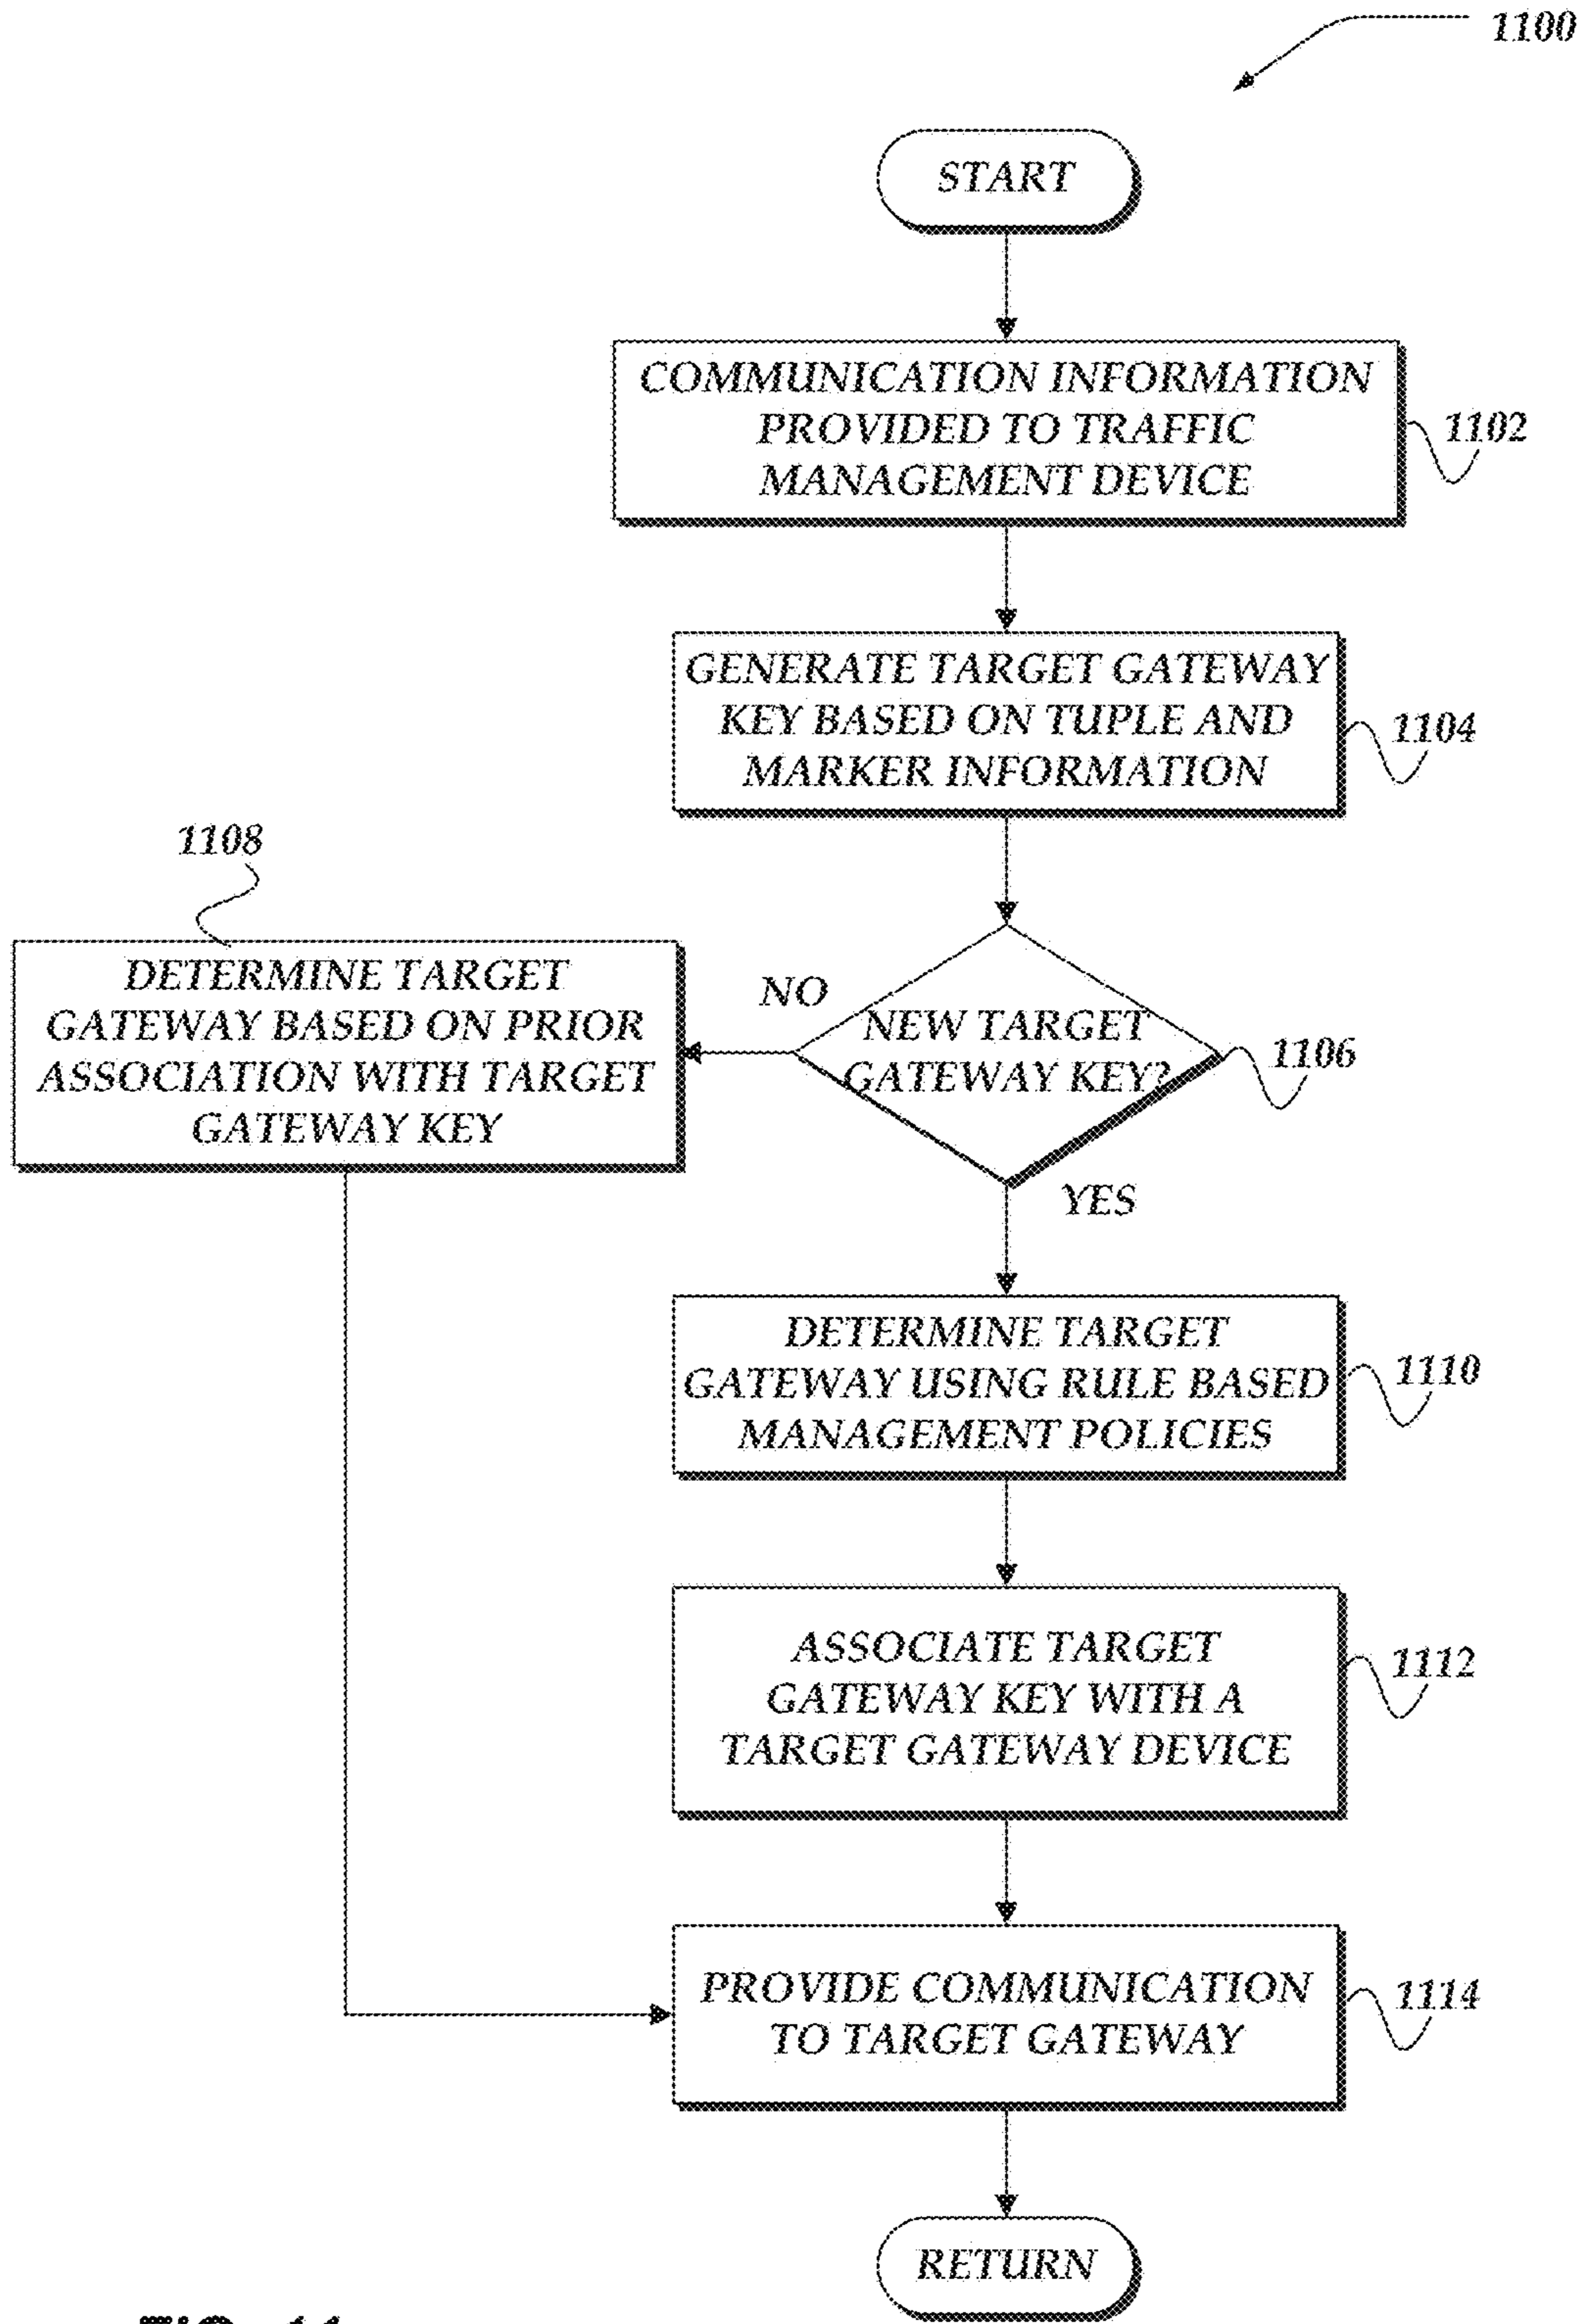 1100
START
COMMUNICATION INFORMATION
PROVIDED TO TRAFFIC
MANAGEMENT DEVICE
1102
GENERATE TARGET GATEWAY
KEY BASED ON TUPLE AND
MARKER INFORMATION
1104
1108
DETERMINE TARGET
GATEWAY BASED ON PRIOR
ASSOCIATION WITH TARGET
GATEWAY KEY
NO
NEW TARGET
GATEWAY KEY?
1106
YES
DETERMINE TARGET
GATEWAY USING RULE BASED
MANAGEMENT POLICIES
1110
ASSOCIATE TARGET
GATEWAY KEY WITH A
TARGET GATEWAY DEVICE
1112
PROVIDE COMMUNICATION
TO TARGET GATEWAY
1114
RETURN